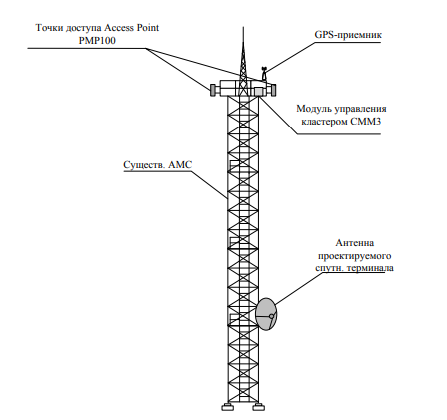 Точки доступа Access Point
PMP100
GPS-приемник
Модуль управления
кластером CMM3
Существ. АМС
Антенна
проектируемого
спутн. терминала